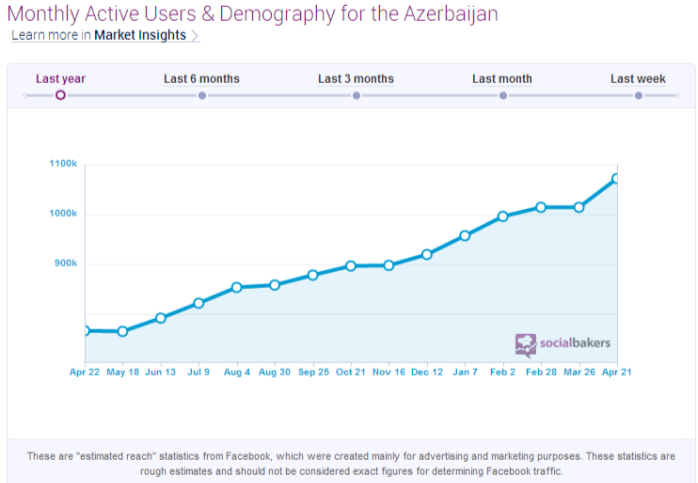 Monthly Active Users & Demography for the Azerbaijan
Learn more in Market Insights
Last year Last 6 months Last 3 months Last month Last week
1100k
1000k
900k
socialbakers
Apr 22 May 18 Jun 13 Jul 9 Aug 4 Aug 30 Sep 25 Oct 21 Nov 16 Dec 12 Jan 7 Feb 2 Feb 28 Mar 26 Apr 21
These are "estimated reach" statistics from Facebook, which were created mainly for advertising and marketing purposes. These statistics are
rough estimates and should not be considered exact figures for determining Facebook traffic.